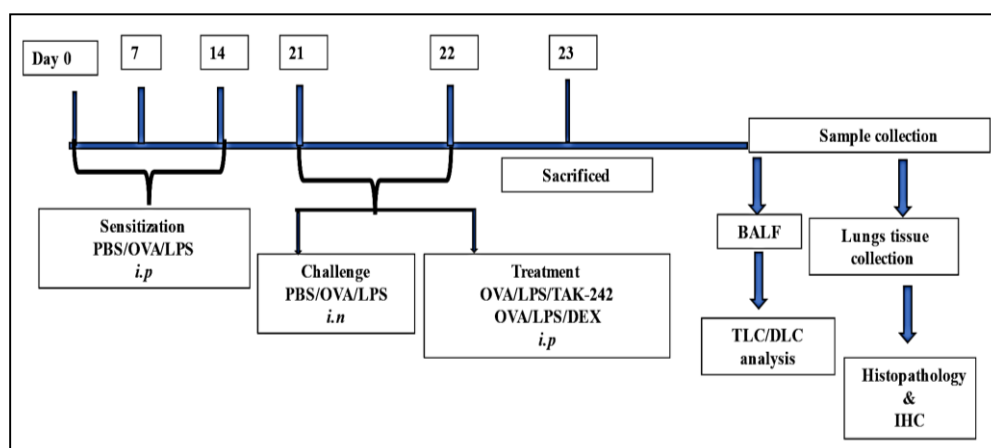 Day 0
7
14
21
22
23
Sample collection
Sacrificed
Sensitization
PBS/OVA/LPS
i.p
Challenge
PBS/OVA/LPS
i.n
Treatment
OVA/LPS/TAK-242
OVA/LPS/DEX
i.p
BALF
Lungs tissue
collection
TLC/DLC
analysis
Histopathology
&
IHC